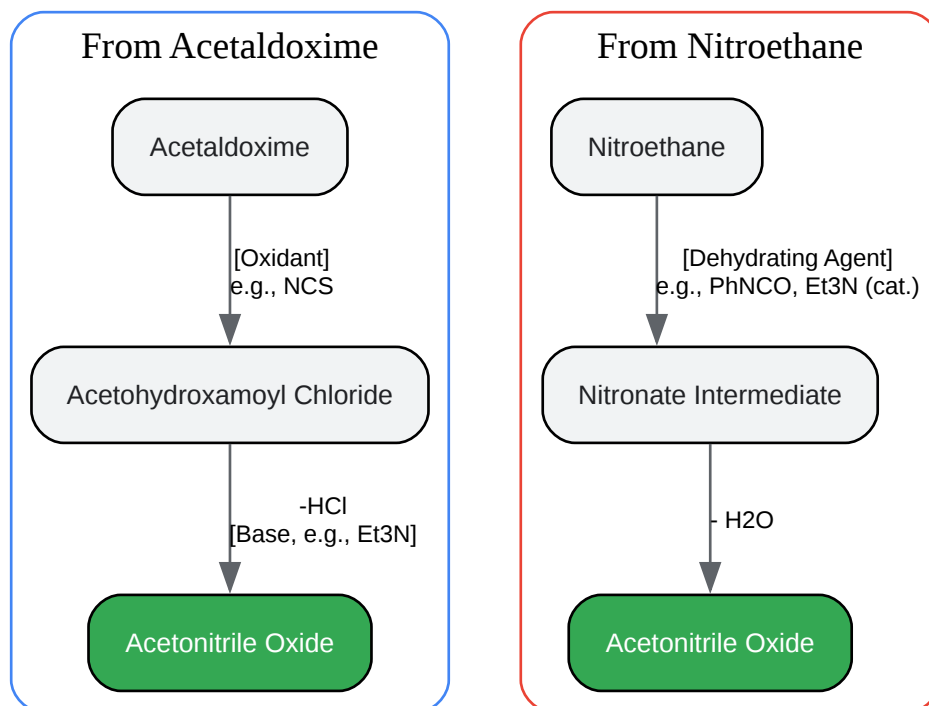 From Acetaldoxime
Acetaldoxime
[Oxidant]
e.g., NCS
Acetohydroxamoyl Chloride
-HCl
[Base, e.g., Et3N]
Acetonitrile Oxide
From Nitroethane
Nitroethane
[Dehydrating Agent]
e.g., PhNCO, Et3N (cat.)
Nitronate Intermediate
- H2O
Acetonitrile Oxide